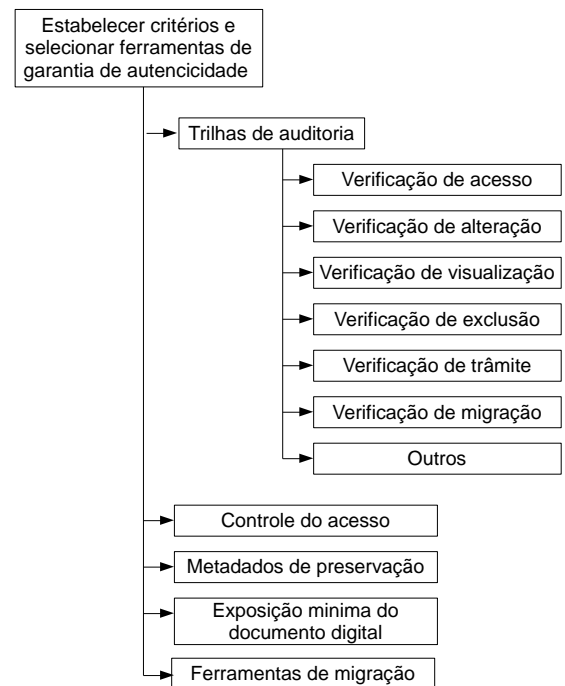 Estabelecer critérios e
selecionar ferramentas de
garantia de autencicidade
Trilhas de auditoria
Verificação de acesso
Verificação de alteração
Verificação de visualização
Verificação de exclusão
Verificação de trâmite
Verificação de migração
Outros
Controle do acesso
Metadados de preservação
Exposição minima do
documento digital
Ferramentas de migração